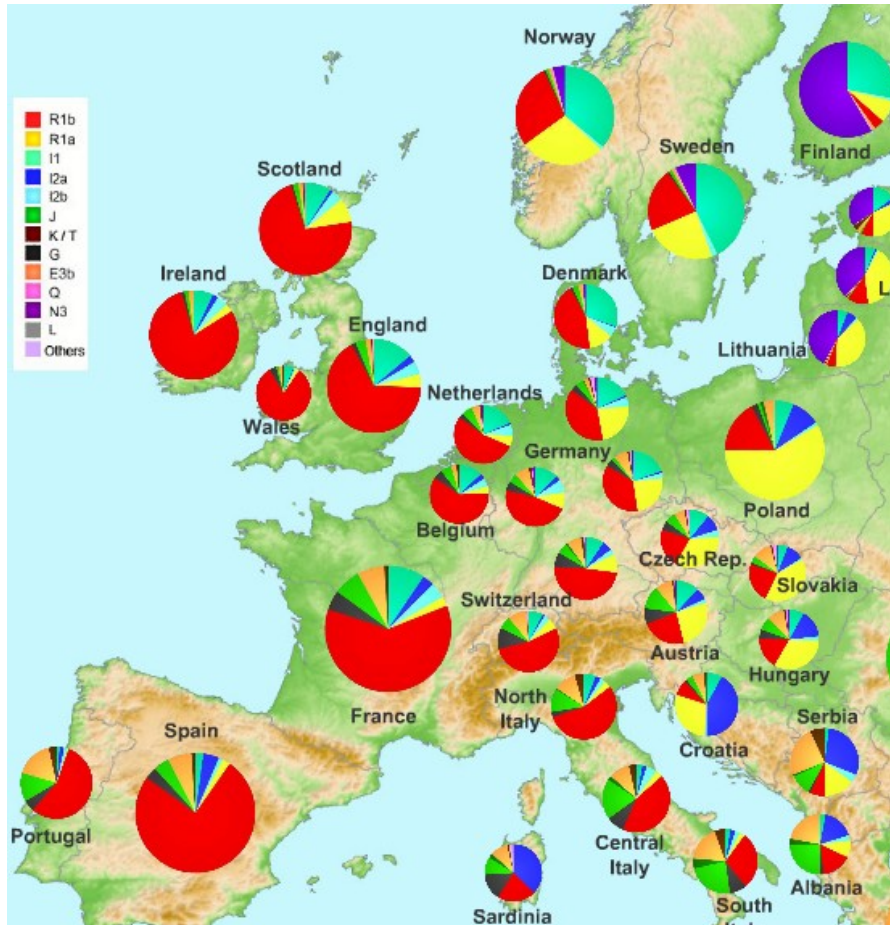 Norway
Sweden
Finland
R1b
R1a
I1
I2a
I2b
J
K / T
G
E3b
Q
N3
L
Others
Scotland
Ireland
England
Wales
Denmark
L
Lithuania
Netherlands
Germany
Poland
Belgium
Czech Rep.
Slovakia
Switzerland
Austria
Hungary
France
North
Italy
Croatia
Serbia
Spain
Portugal
Central
Italy
Albania
Sardinia
South